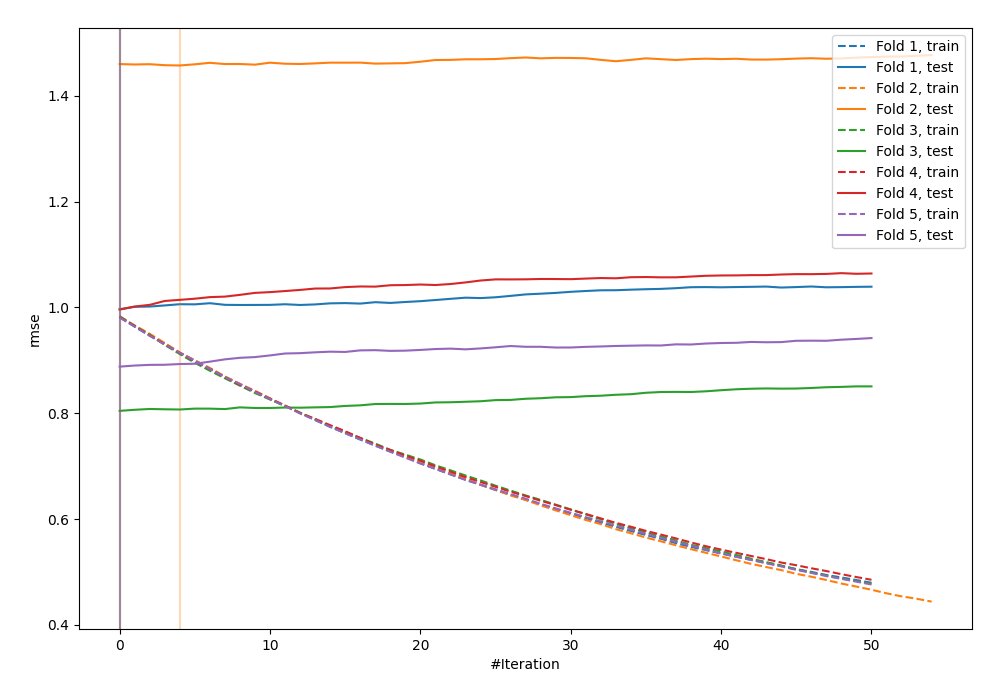 1.4
1.2
1.0
0.8
0.6
0.4
rmse
0
10
20
30
40
50
#Iteration
Fold 1, train
Fold 1, test
Fold 2, train
Fold 2, test
Fold 3, train
Fold 3, test
Fold 4, train
Fold 4, test
Fold 5, train
Fold 5, test